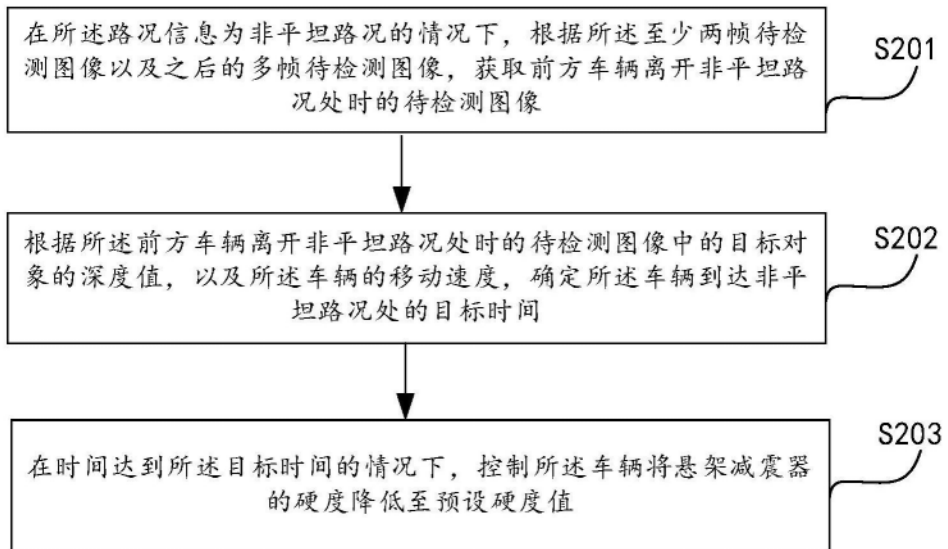 在所述路况信息为非平坦路况的情况下，根据所述至少两帧待检
测图像以及之后的多帧待检测图像，获取前方车辆离开非平坦路
况处时的待检测图像
S201
根据所述前方车辆离开非平坦路况处时的待检测图像中的目标对
象的深度值，以及所述车辆的移动速度，确定所述车辆到达非平
坦路况处的目标时间
S202
在时间达到所述目标时间的情况下，控制所述车辆将悬架减震器
的硬度降低至预设硬度值
S203